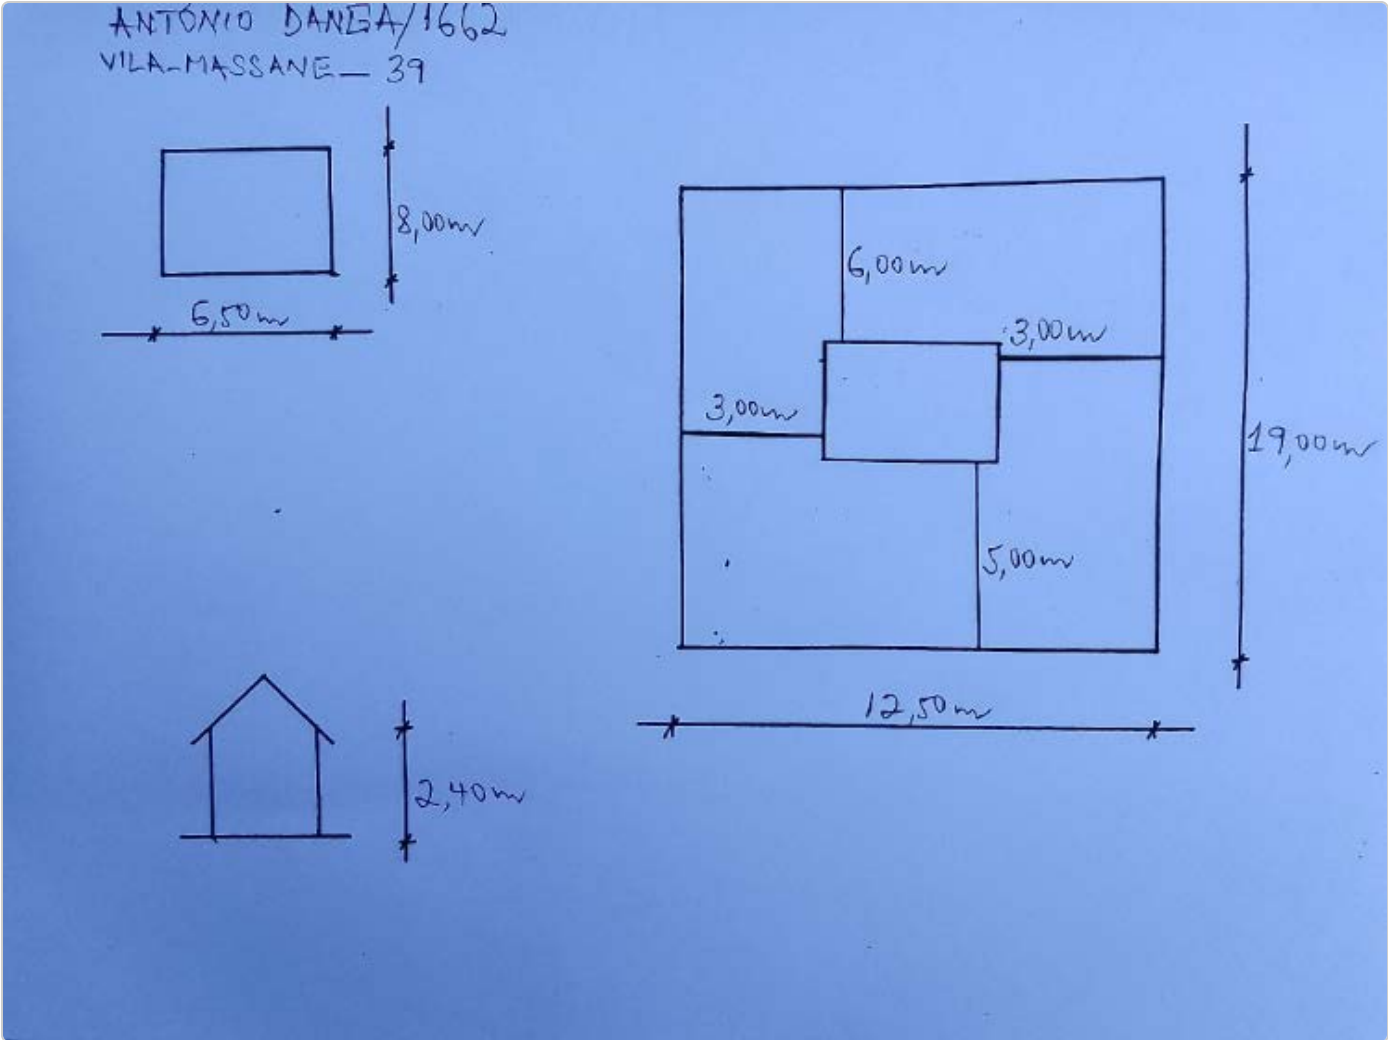 ANTÓNIO DANGA/1662
VILA-MASSANE - 39
8,00m
6,50m
6,00m
3,00m
3,00m
19,00m
5,00m
12,50m
2,40m